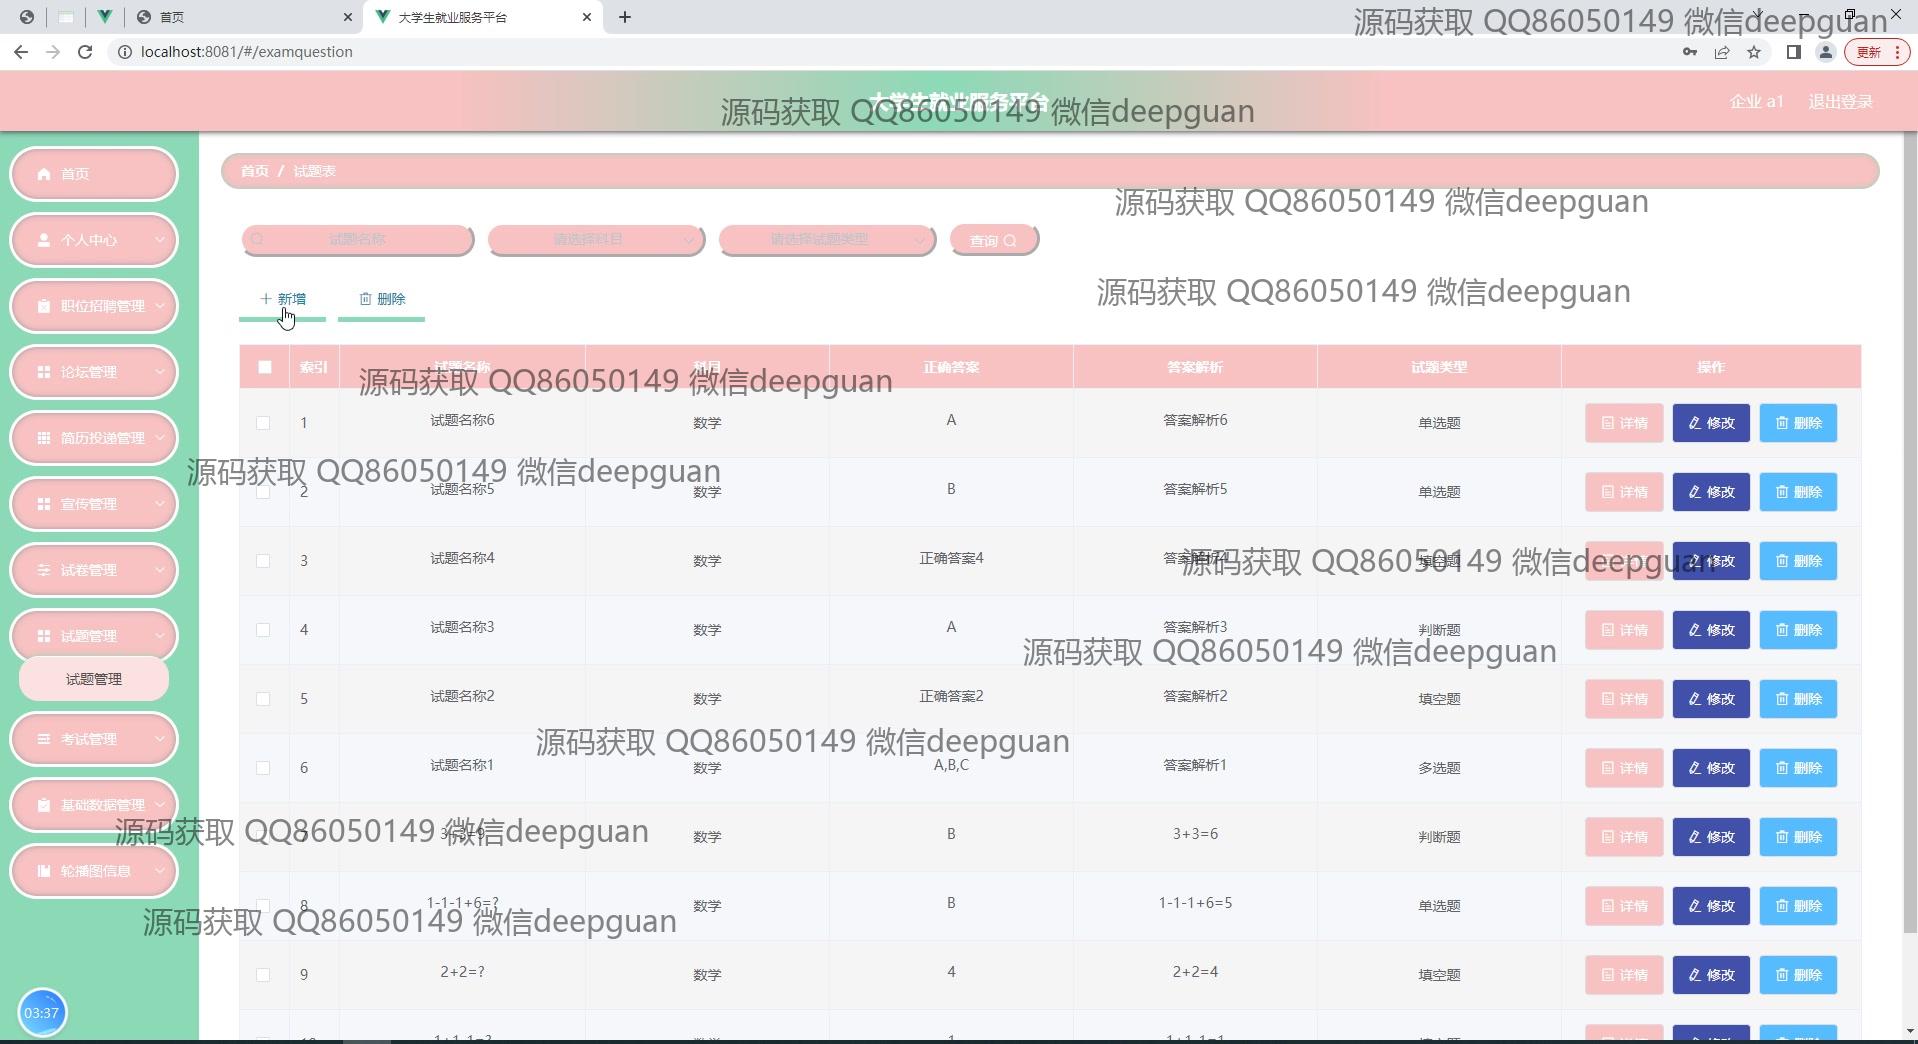 首页
大学生就业服务平台
源码获取 QQ86050149 微信deepguan
localhost:8081/#/examquestion
更新
大学生就业服务平台
源码获取 QQ86050149 微信deepguan
企业 a1
退出登录
首页
个人中心
职位招聘管理
论坛管理
简历投递管理
宣传管理
试卷管理
试题管理
试题管理
考试管理
基础数据管理
轮播图信息
03:37
首页 / 试题表
源码获取 QQ86050149 微信deepguan
试题名称
请选择科目
请选择试题类型
查询
源码获取 QQ86050149 微信deepguan
新增
删除
索引 试题名称 科目 正确答案 答案解析 试题类型 操作
源码获取 QQ86050149 微信deepguan
1 试题名称6 数学 A 答案解析6 单选题 详情 修改 删除
源码获取 QQ86050149 微信deepguan
2 试题名称5 数学 B 答案解析5 单选题 详情 修改 删除
3 试题名称4 数学 正确答案4 答案解析4 填空题 详情 修改 删除
源码获取 QQ86050149 微信deepguan
4 试题名称3 数学 A 答案解析3 判断题 详情 修改 删除
源码获取 QQ86050149 微信deepguan
5 试题名称2 数学 正确答案2 答案解析2 填空题 详情 修改 删除
源码获取 QQ86050149 微信deepguan
6 试题名称1 数学 A,B,C 答案解析1 多选题 详情 修改 删除
源码获取 QQ86050149 微信deepguan
7 3+3=9 数学 B 3+3=6 判断题 详情 修改 删除
8 1-1-1+6=? 数学 B 1-1-1+6=5 单选题 详情 修改 删除
源码获取 QQ86050149 微信deepguan
9 2+2=? 数学 4 2+2=4 填空题 详情 修改 删除